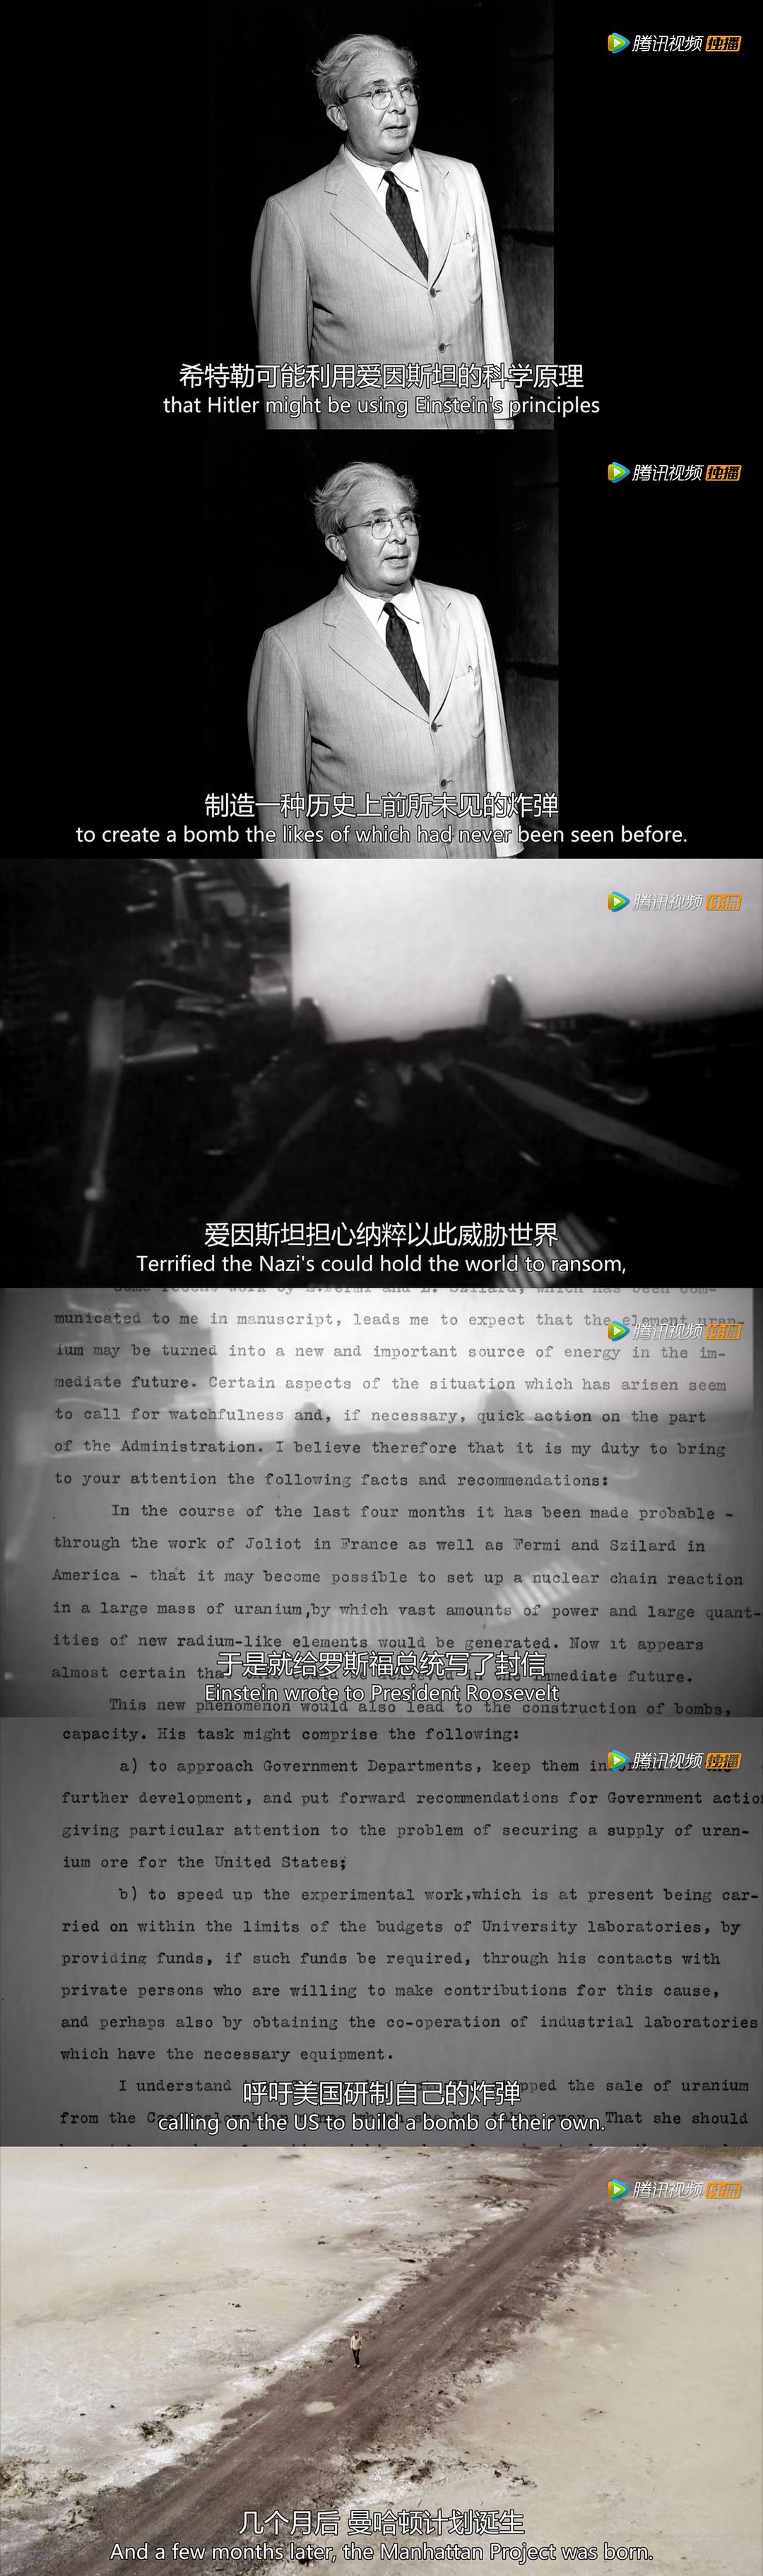 腾讯视频 独播
希特勒可能利用爱因斯坦的科学原理
that Hitler might be using Einstein's principles
腾讯视频 独播
制造一种历史上前所未见的炸弹
to create a bomb the likes of which had never been seen before.
腾讯视频 独播
爱因斯坦担心纳粹以此威胁世界
Terrified the Nazi's could hold the world to ransom,
municated to me in manuscript, leads me to expect that the element uran-
腾讯视频 独播
ium may be turned into a new and important source of energy in the im-
mediate future. Certain aspects of the situation which has arisen seem
to call for watchfulness and, if necessary, quick action on the part
of the Administration. I believe therefore that it is my duty to bring
to your attention the following facts and recommendations:
In the course of the last four months it has been made probable -
through the work of Joliot in France as well as Fermi and Szilard in
America - that it may become possible to set up a nuclear chain reaction
in a large mass of uranium,by which vast amounts of power and large quant-
ities of new radium-like elements would be generated. Now it appears
于是就给罗斯福总统写了封信
almost certain immediate future.
Einstein wrote to President Roosevelt
This new phenomenon would also lead to the construction of bombs,
capacity. His task might comprise the following:
腾讯视频 独播
a) to approach Government Departments, keep them
further development, and put forward recommendations for Government actio
giving particular attention to the problem of securing a supply of uran-
ium ore for the United States;
b) to speed up the experimental work,which is at present being car-
ried on within the limits of the budgets of University laboratories, by
providing funds, if such funds be required, through his contacts with
private persons who are willing to make contributions for this cause,
and perhaps also by obtaining the co-operation of industrial laboratories
which have the necessary equipment.
I understand the sale of uranium
呼吁美国研制自己的炸弹
from the That she should
calling on the US to build a bomb of their own.
腾讯视频 独播
几个月后 曼哈顿计划诞生
And a few months later, the Manhattan Project was born.